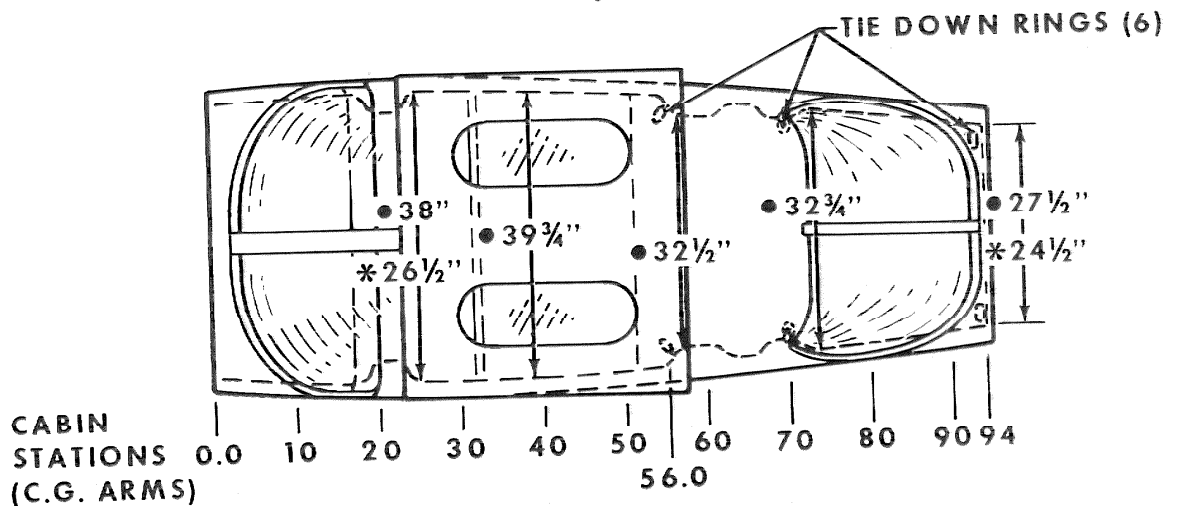 TIE DOWN RINGS (6)
● 38"
✳ 26½"
● 39¾"
● 32½"
● 32¾"
● 27½"
✳ 24½"
CABIN
STATIONS
(C.G. ARMS)
0.0 10 20 30 40 50 60 70 80 90 94
56.0